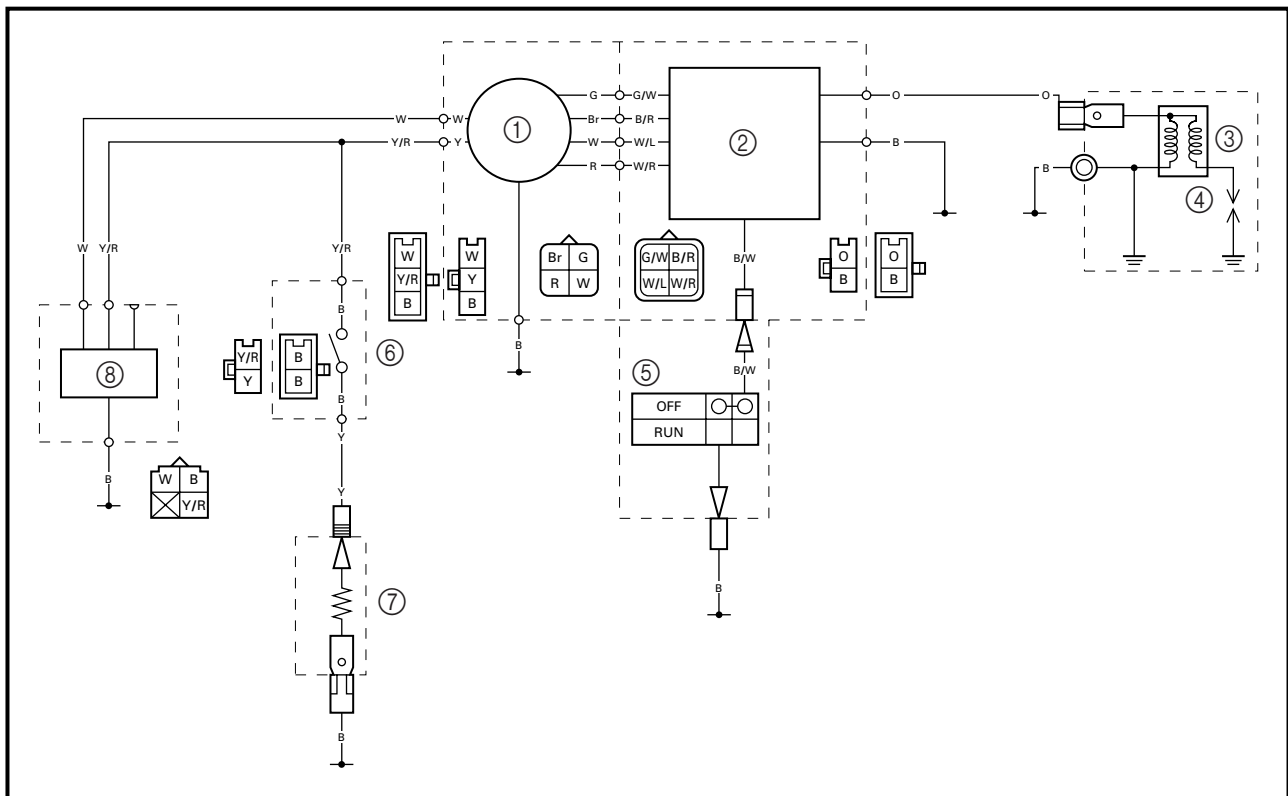 G G/W O O
W W Br B/R
Y/R Y W W/L B
R W/R B
① ② ③ ④
W Y/R Y/R B/W
W W Br G G/W B/R O O
Y/R Y R W W/L W/R B B
B B
B B B/W
⑧ Y/R B ⑥ ⑤
Y B B OFF
Y RUN
B
W B Y
Y/R
B
⑦
B